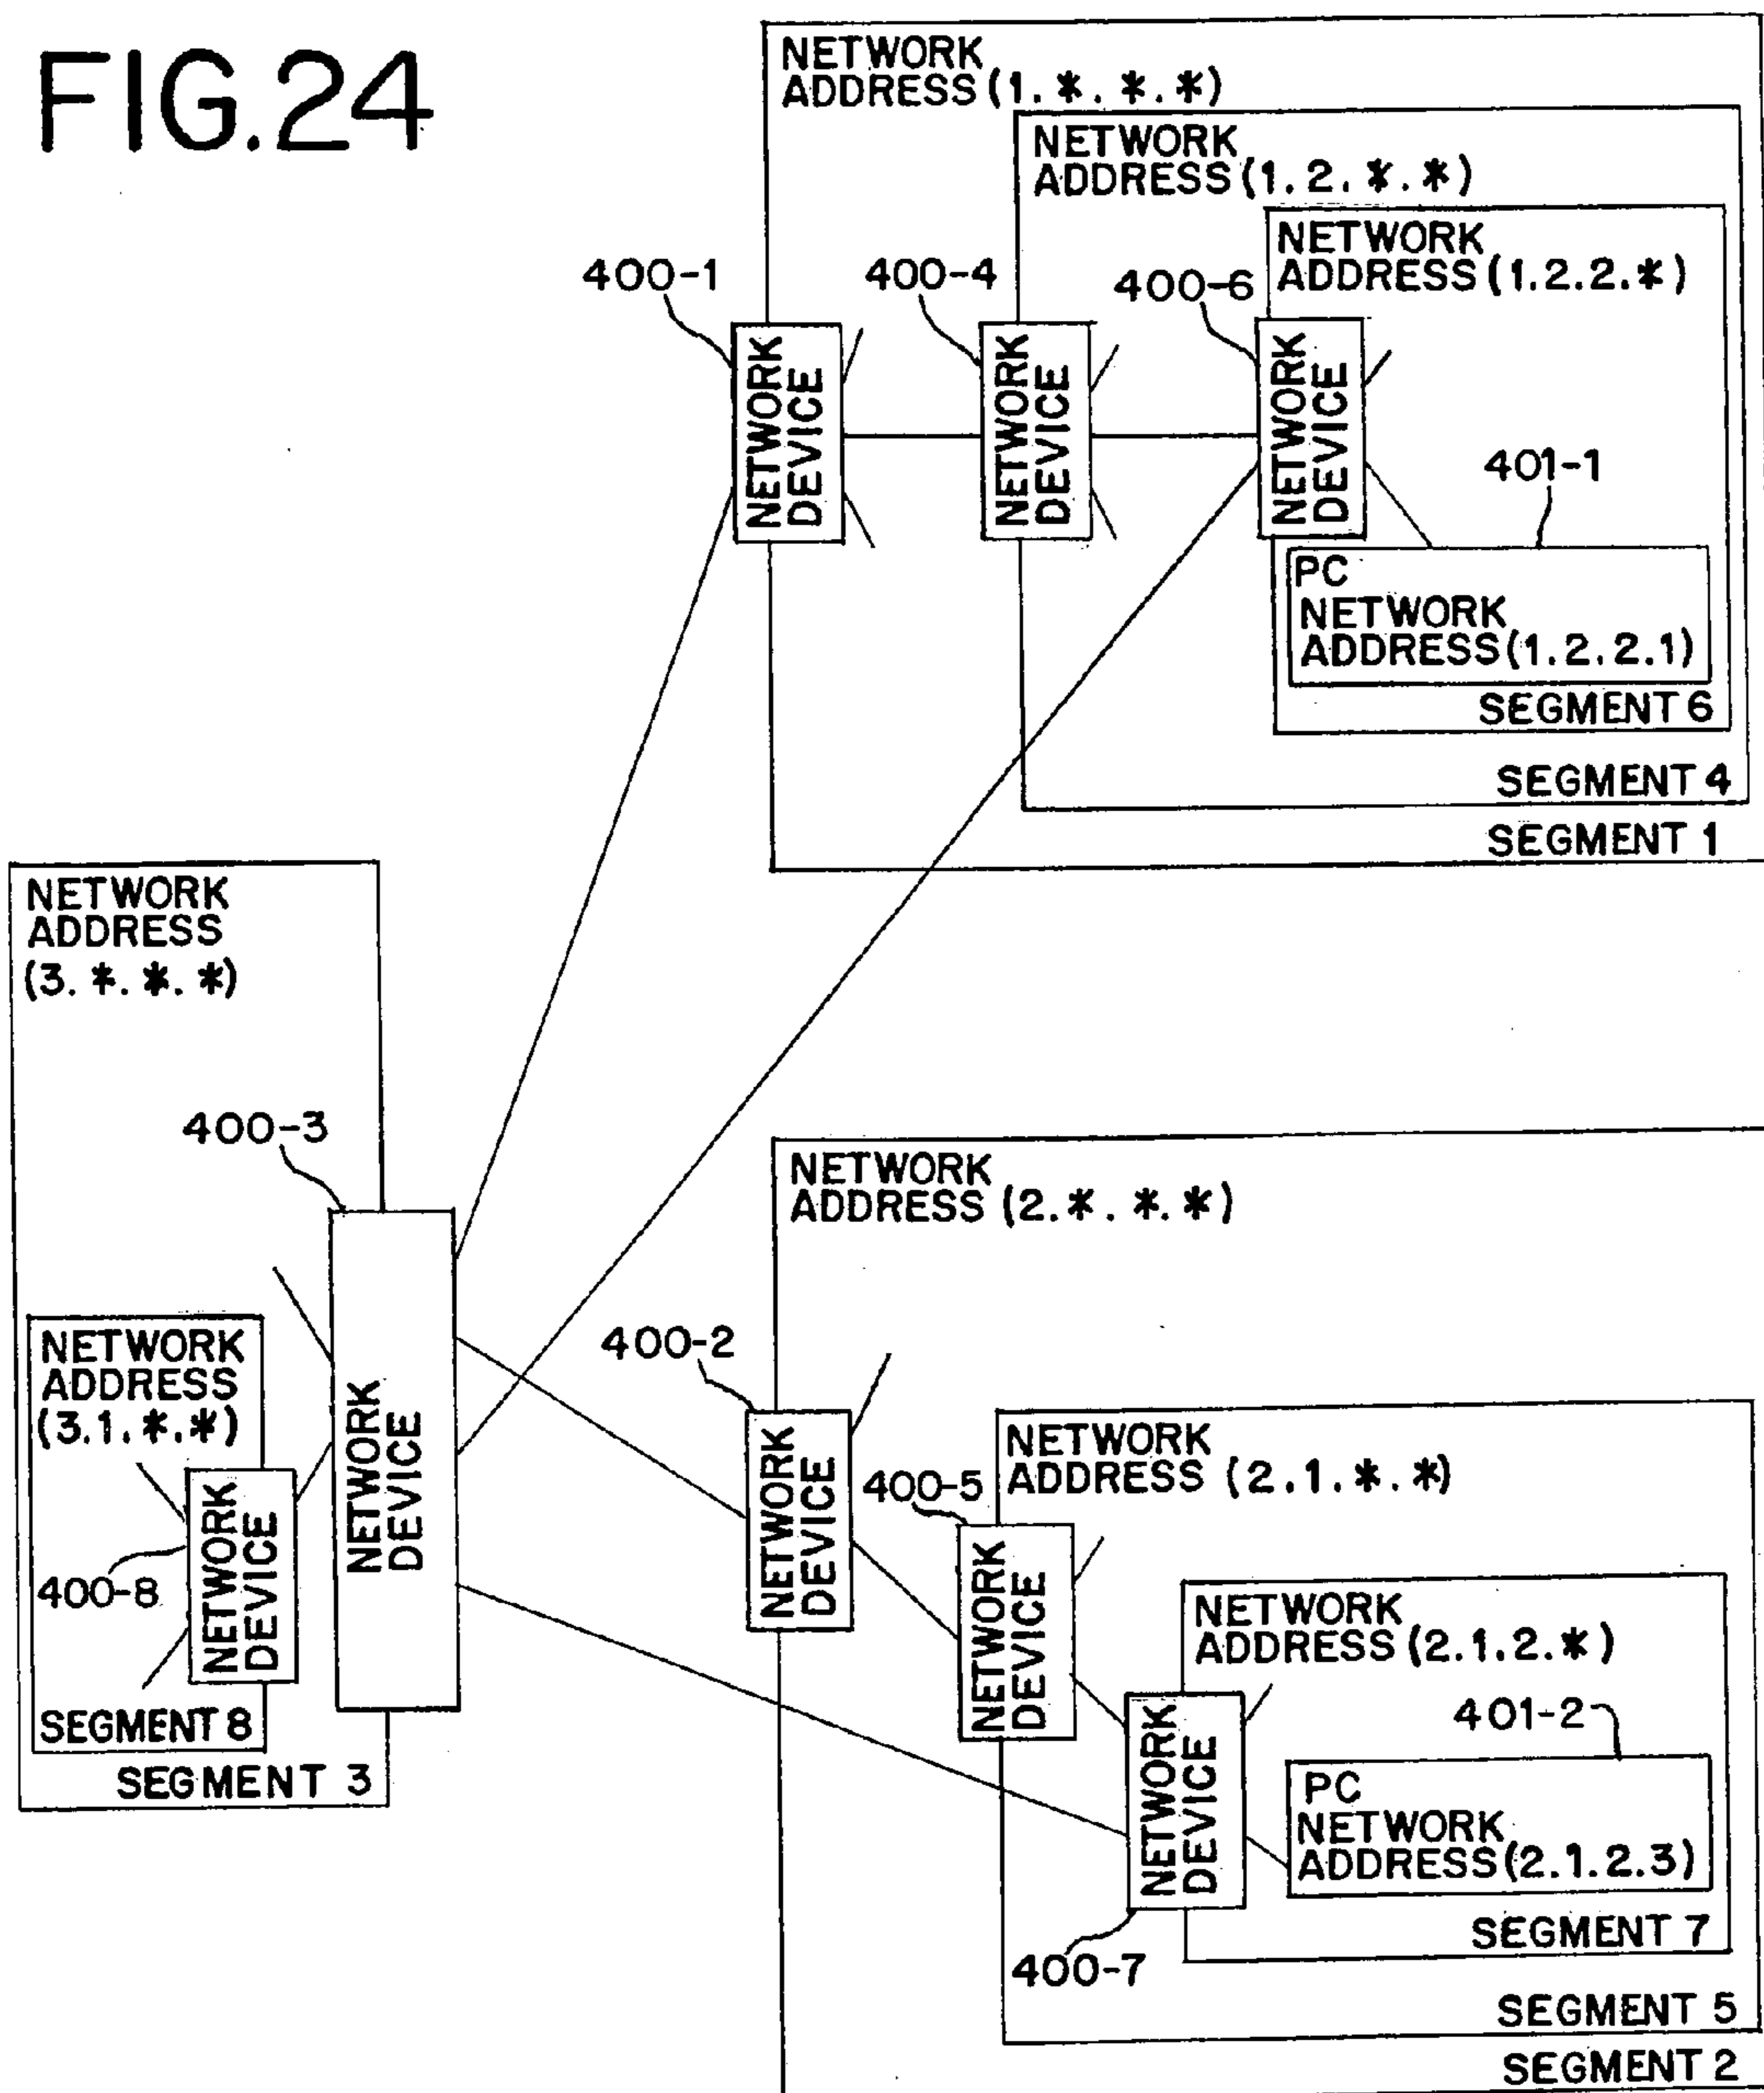 FIG.24
NETWORK
ADDRESS (1.*.*.*)
NETWORK
ADDRESS (1.2.*.*)
NETWORK
ADDRESS (1.2.2.*)
400-1
400-4
400-6
NETWORK
DEVICE
NETWORK
DEVICE
NETWORK
DEVICE
401-1
PC
NETWORK
ADDRESS (1.2.2.1)
SEGMENT 6
SEGMENT 4
SEGMENT 1
NETWORK
ADDRESS
(3.*.*.*)
400-3
NETWORK
DEVICE
NETWORK
ADDRESS
(3.1.*.*)
400-8
NETWORK
DEVICE
SEGMENT 8
SEGMENT 3
NETWORK
ADDRESS (2.*.*.*)
400-2
NETWORK
DEVICE
NETWORK
ADDRESS (2.1.*.*)
400-5
NETWORK
DEVICE
NETWORK
ADDRESS (2.1.2.*)
401-2
NETWORK
DEVICE
PC
NETWORK
ADDRESS (2.1.2.3)
400-7
SEGMENT 7
SEGMENT 5
SEGMENT 2